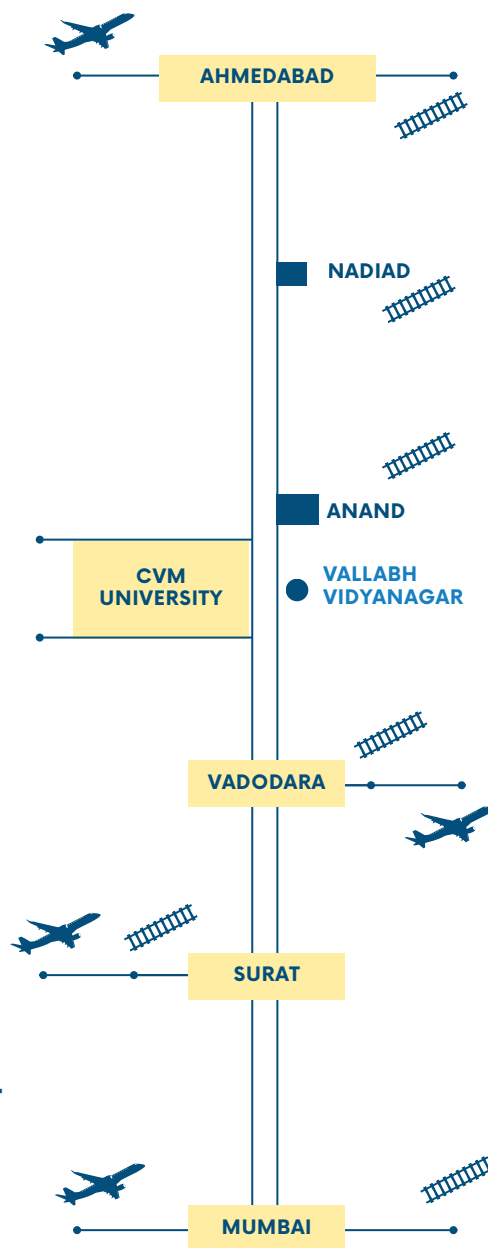 AHMEDABAD
NADIAD
ANAND
CVM
UNIVERSITY
VALLABH
VIDYANAGAR
VADODARA
SURAT
MUMBAI